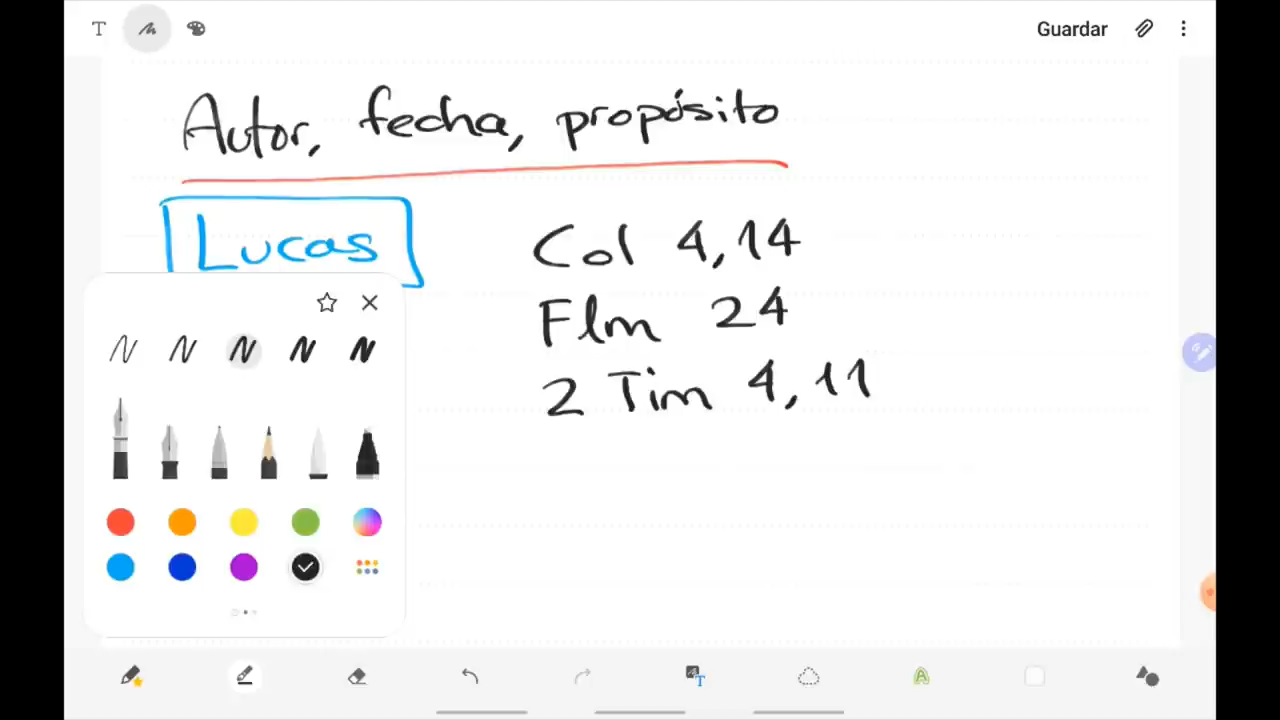 T Guardar
Autor, fecha, propósito
Lucas
Col 4,14
Flm 24
2 Tim 4,11
T
A